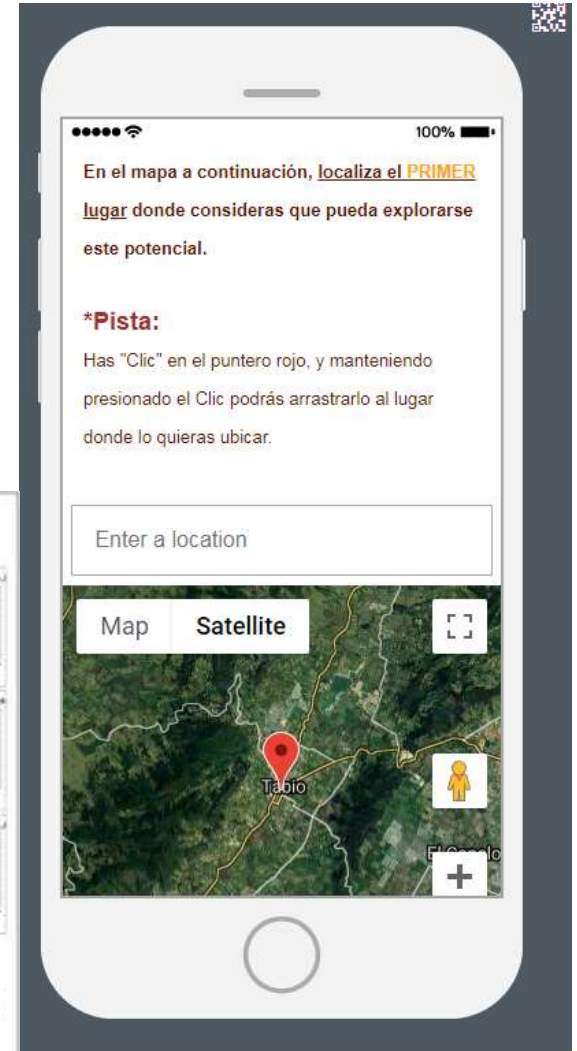 100%
En el mapa a continuación, localiza el PRIMER
lugar donde consideras que pueda explorarse
este potencial.
*Pista:
Has "Clic" en el puntero rojo, y manteniendo
presionado el Clic podrás arrastrarlo al lugar
donde lo quieras ubicar.
Enter a location
Map Satellite
Tabio